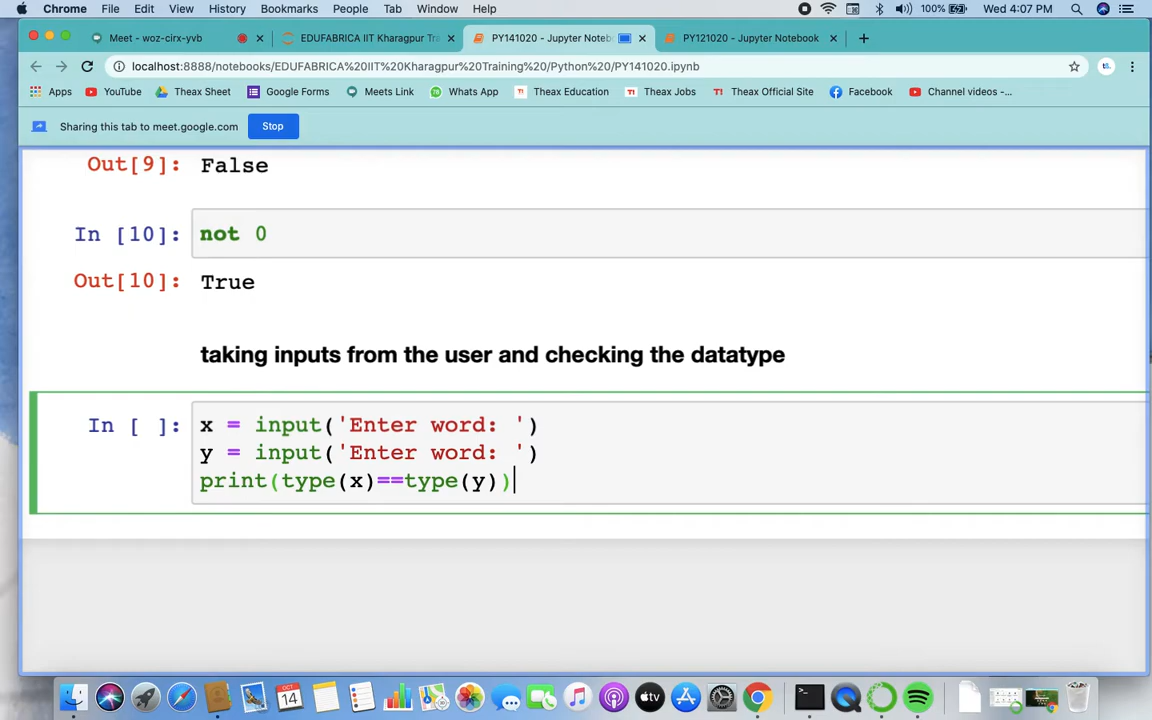 Chrome File Edit View History Bookmarks People Tab Window Help 100% Wed 4:07 PM
Meet - woz-cirx-yvb EDUFABRICA IIT Kharagpur Tra PY141020 - Jupyter Noteb PY121020 - Jupyter Notebook
localhost:8888/notebooks/EDUFABRICA%20IIT%20Kharagpur%20Training%20/Python%20/PY141020.ipynb
Apps YouTube Theax Sheet Google Forms Meets Link Whats App Theax Education Theax Jobs Theax Official Site Facebook Channel videos -...
Sharing this tab to meet.google.com Stop
Out[9]: False
In [10]: not 0
Out[10]: True
taking inputs from the user and checking the datatype
In [ ]: x = input('Enter word: ')
y = input('Enter word: ')
print(type(x)==type(y))
OCT
14
tv